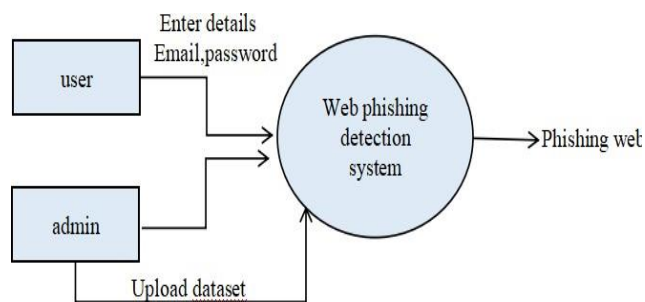 Enter details
Email,password
user
Web phishing
detection
system
Phishing web
admin
Upload dataset